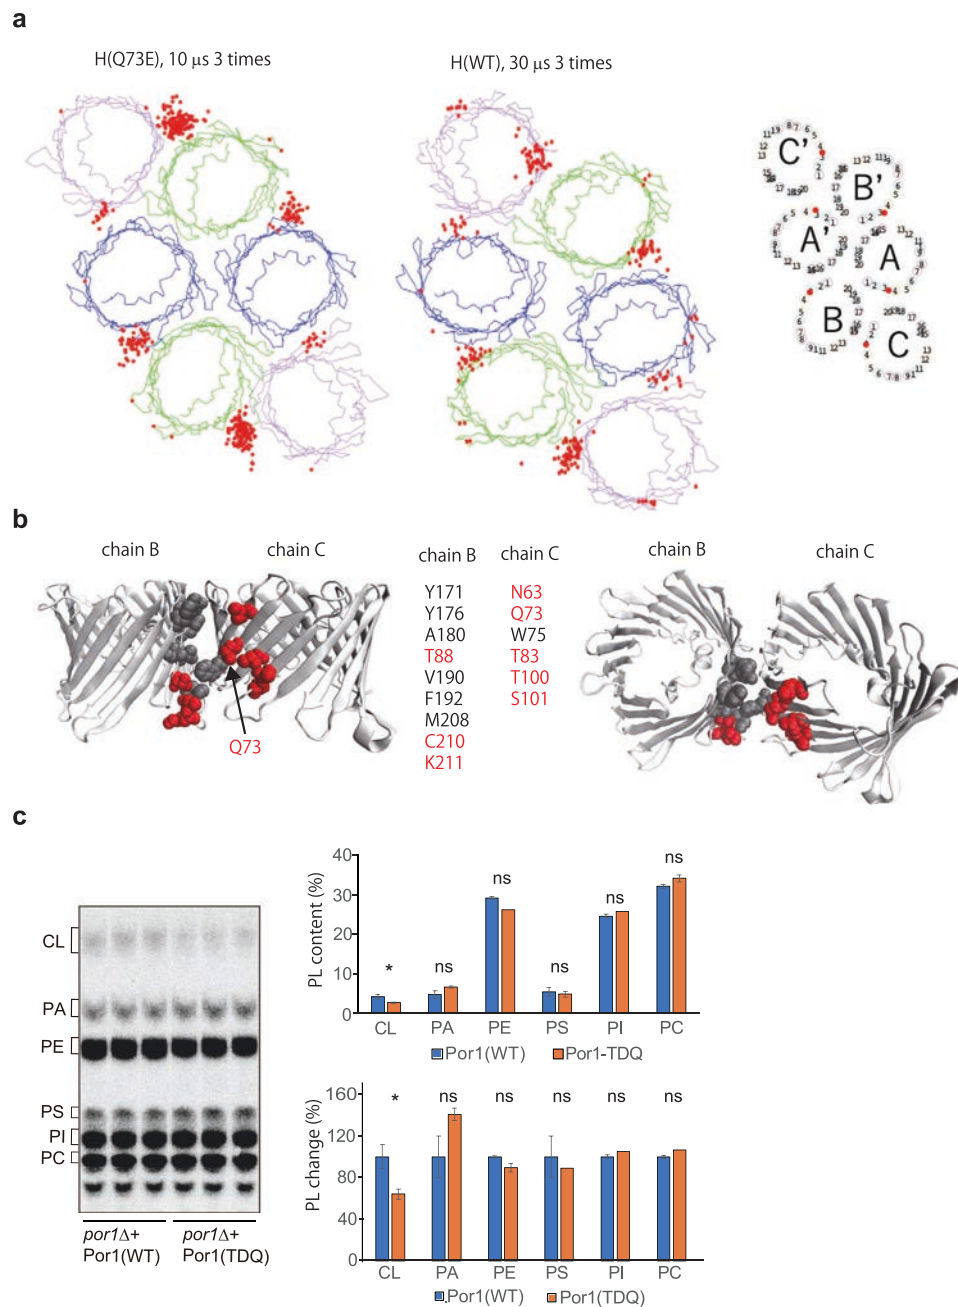 a
H(Q73E), 10 μs 3 times
H(WT), 30 μs 3 times
C'
B'
A'
A
B
C
b
chain B
chain C
chain B
chain C
chain B
chain C
Y171
N63
Y176
Q73
A180
W75
T88
T83
V190
T100
F192
S101
M208
C210
K211
Q73
c
CL
PA
PE
PS
PI
PC
por1Δ+
Por1(WT)
por1Δ+
Por1(TDQ)
PL content (%)
40
30
20
10
0
*
ns
ns
ns
ns
ns
CL
PA
PE
PS
PI
PC
Por1(WT)
Por1-TDQ
PL change (%)
160
120
80
40
0
*
ns
ns
ns
ns
ns
CL
PA
PE
PS
PI
PC
Por1(WT)
Por1(TDQ)